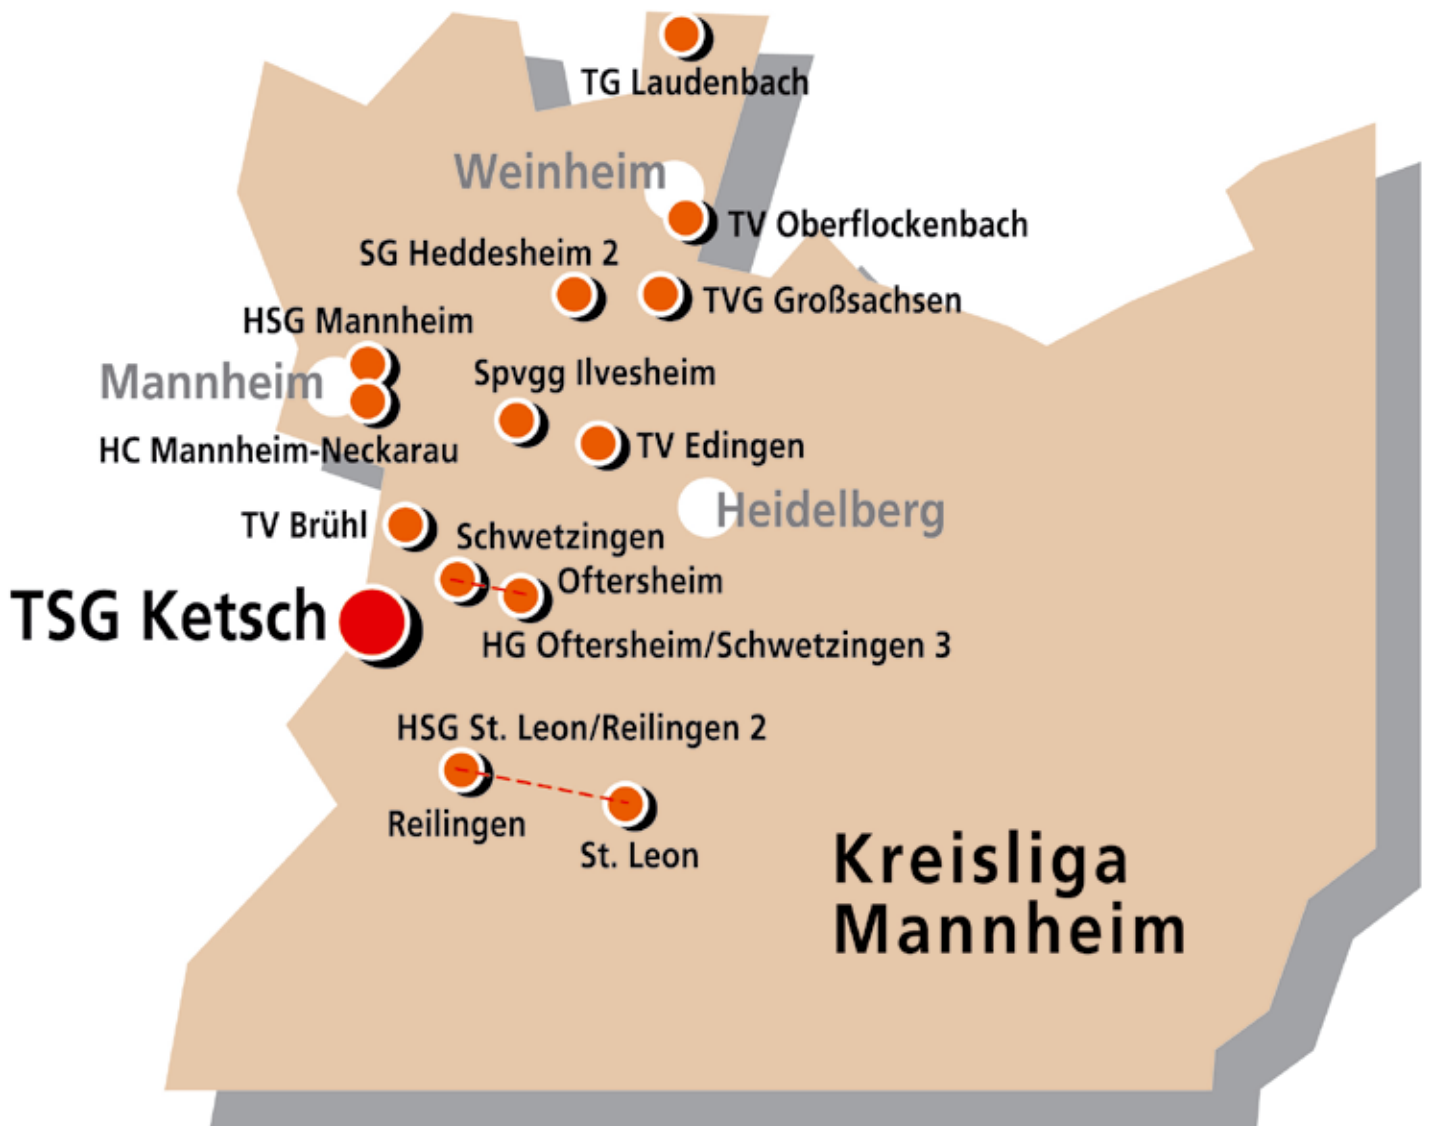 TG Laudenbach
Weinheim
TV Oberflockenbach
SG Heddesheim 2
TVG Großsachsen
HSG Mannheim
Mannheim
Spvgg Ilvesheim
HC Mannheim-Neckarau
TV Edingen
Heidelberg
TV Brühl
Schwetzingen
Oftersheim
TSG Ketsch
HG Oftersheim/Schwetzingen 3
HSG St. Leon/Reilingen 2
Reilingen
St. Leon
Kreisliga
Mannheim